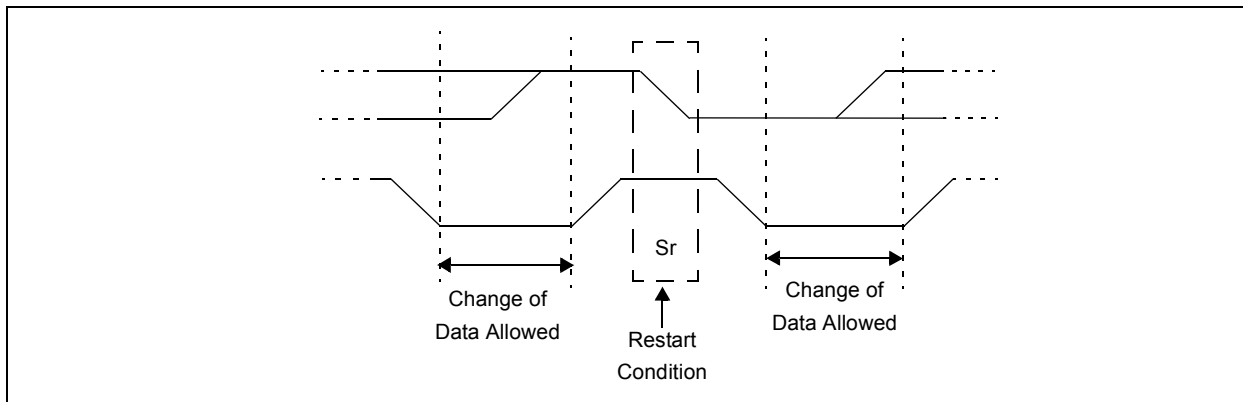 Sr
Change of
Data Allowed
Restart
Condition
Change of
Data Allowed